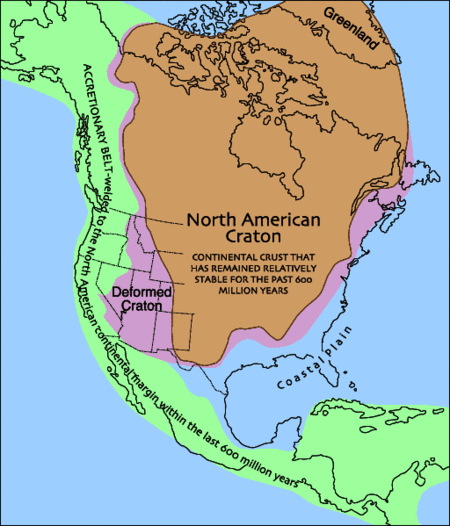 Greenland
ACCRETIONARY BELT-welded to the North American continental margin within the last 600 million years
North American
Craton
CONTINENTAL CRUST THAT
HAS REMAINED RELATIVELY
STABLE FOR THE PAST 600
MILLION YEARS
Deformed
Craton
Coastal Plain